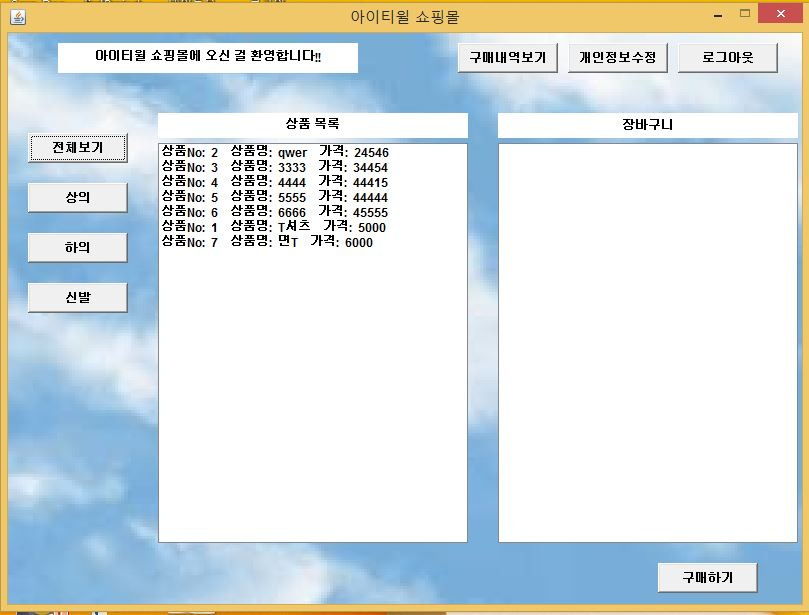 아이티윌 쇼핑몰
아이티윌 쇼핑몰에 오신 걸 환영합니다!!
구매내역보기
개인정보수정
로그아웃
상품 목록
장바구니
전체보기
상의
하의
신발
상품No: 2 상품명: qwer 가격: 24546
상품No: 3 상품명: 3333 가격: 34454
상품No: 4 상품명: 4444 가격: 44415
상품No: 5 상품명: 5555 가격: 44444
상품No: 6 상품명: 6666 가격: 45555
상품No: 1 상품명: T셔츠 가격: 5000
상품No: 7 상품명: 면T 가격: 6000
구매하기